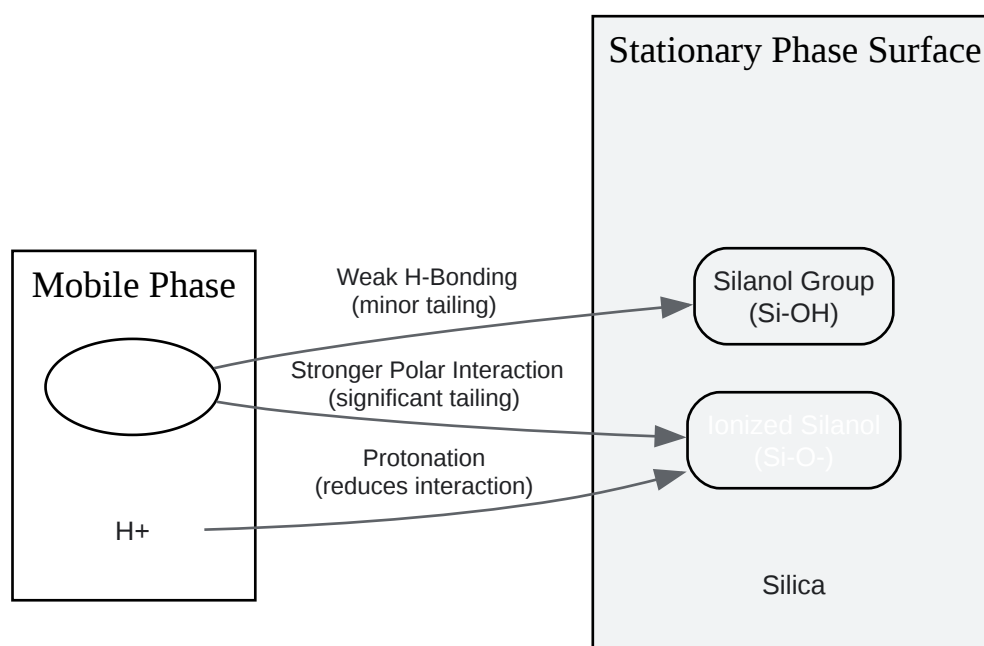 Stationary Phase Surface
Mobile Phase
Weak H-Bonding
(minor tailing)
Silanol Group
(Si-OH)
Stronger Polar Interaction
(significant tailing)
Ionized Silanol
(Si-O-)
Protonation
(reduces interaction)
H+
Silica